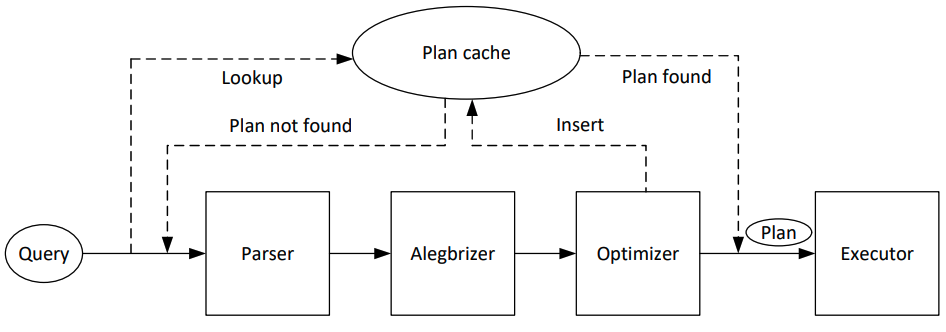 Plan cache
Lookup
Plan found
Plan not found
Insert
Query
Parser
Alegbrizer
Optimizer
Plan
Executor